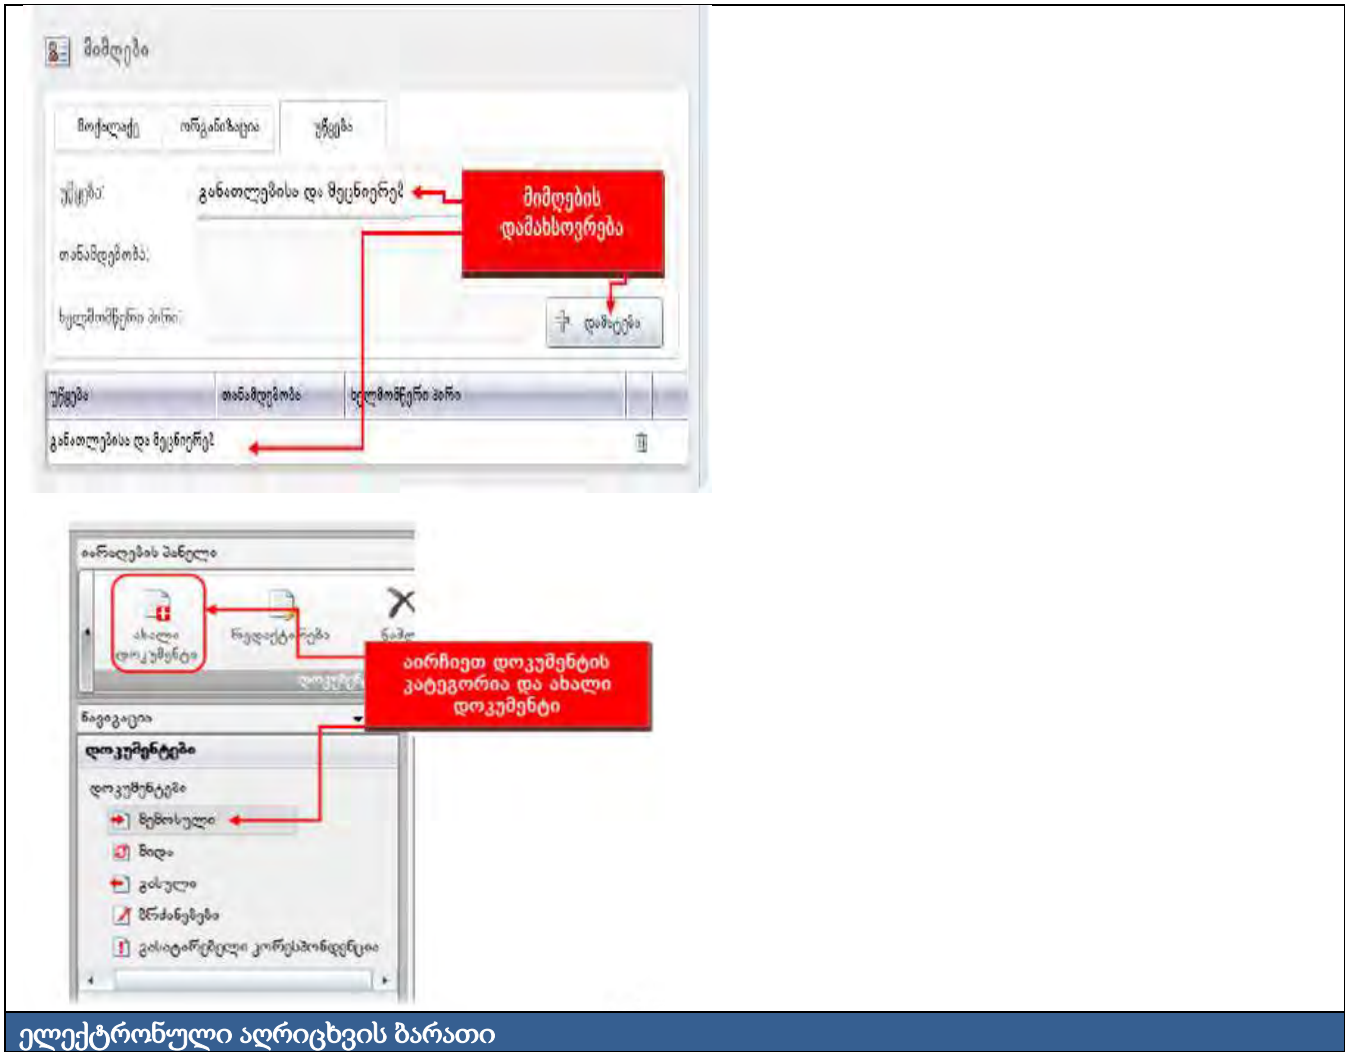 მიმღები
მოქალაქე ორგანიზაცია უწყება
უწყება: განათლებისა და მეცნიერებ
მიმღების
დამახსოვრება
თანამდებობა:
ხელმომწერი პირი:
დამატება
უწყება თანამდებობა ხელმომწერი პირი
განათლებისა და მეცნიერებ
იარაღების პანელი
ახალი
დოკუმენტი
რედაქტირება
აირჩიეთ დოკუმენტის
კატეგორია და ახალი
დოკუმენტი
ნავიგაცია
დოკუმენტები
დოკუმენტები
შემოსული
შიდა
გასული
ბრძანებები
გასატარებელი კორესპონდენცია
ელექტრონული აღრიცხვის ბარათი